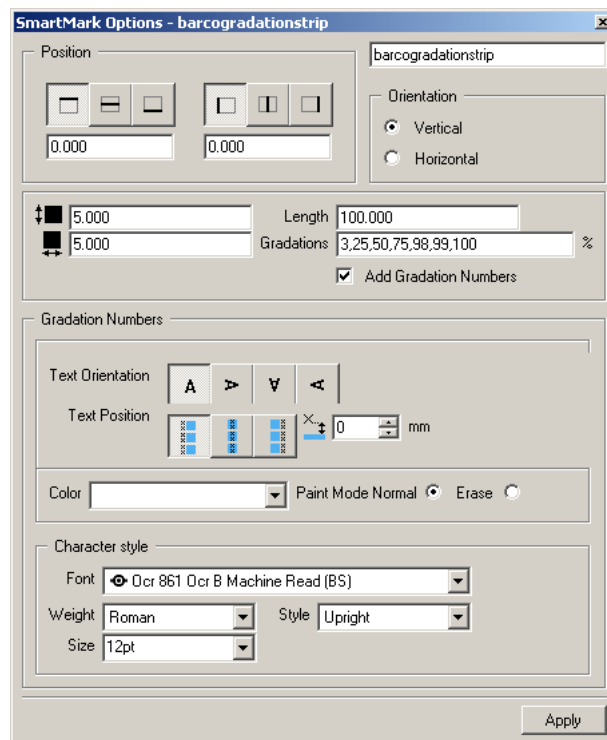 SmartMark Options - barcogradationstrip
Position
barcogradationstrip
Orientation
Vertical
0.000 0.000
Horizontal
5.000 Length 100.000
5.000 Gradations 3,25,50,75,98,99,100 %
Add Gradation Numbers
Gradation Numbers
Text Orientation A A A A
Text Position X... 0 mm
Color Paint Mode Normal Erase
Character style
Font Ocr 861 Ocr B Machine Read (BS)
Weight Roman Style Upright
Size 12pt
Apply